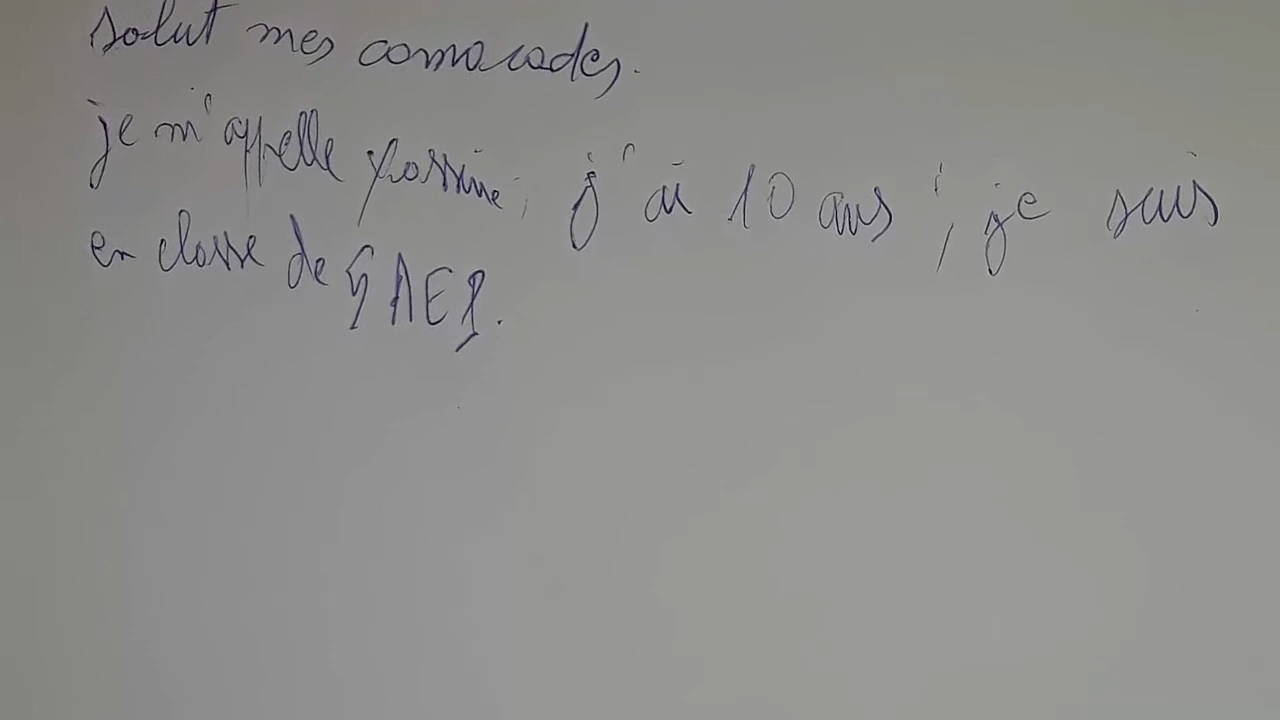 salut mes camarades.
je m'appelle yassine, j'ai 10 ans, je suis
en classe de 5AEP.